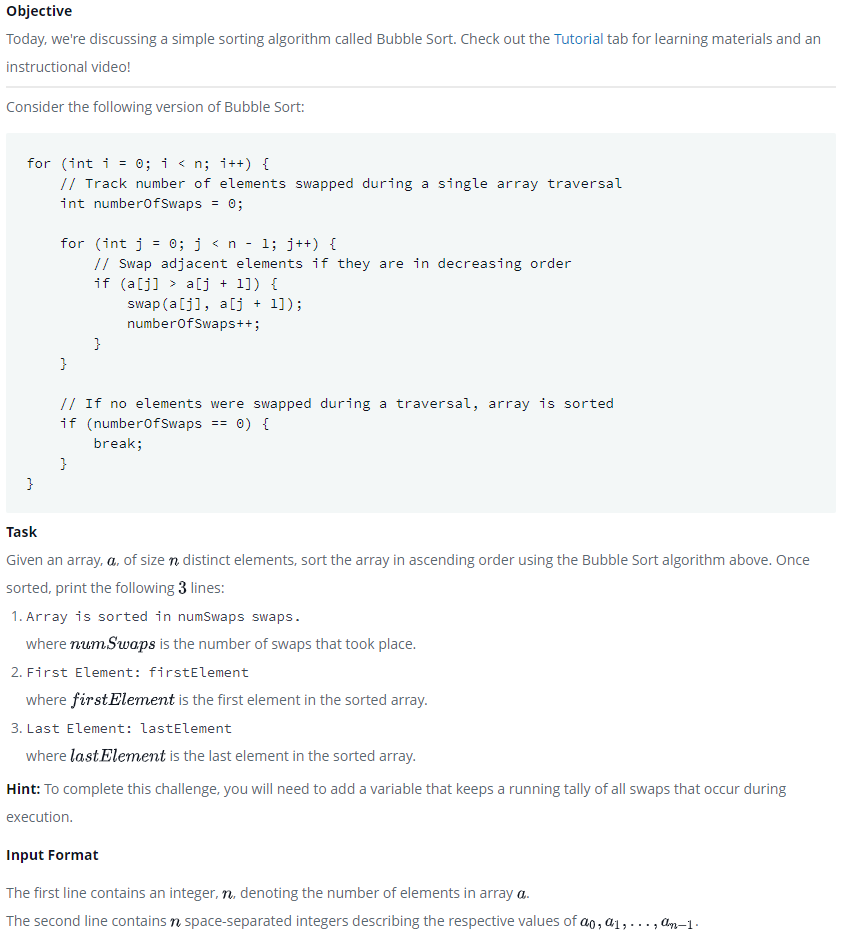 Objective
Today, we're discussing a simple sorting algorithm called Bubble Sort. Check out the Tutorial tab for learning materials and an
instructional video!
Consider the following version of Bubble Sort:
for (int i = 0; i < n; i++) {
    // Track number of elements swapped during a single array traversal
    int numberOfSwaps = 0;

    for (int j = 0; j < n - 1; j++) {
        // Swap adjacent elements if they are in decreasing order
        if (a[j] > a[j + 1]) {
            swap(a[j], a[j + 1]);
            numberOfSwaps++;
        }
    }

    // If no elements were swapped during a traversal, array is sorted
    if (numberOfSwaps == 0) {
        break;
    }
}
Task
Given an array, a, of size n distinct elements, sort the array in ascending order using the Bubble Sort algorithm above. Once
sorted, print the following 3 lines:
1. Array is sorted in numSwaps swaps.
where numSwaps is the number of swaps that took place.
2. First Element: firstElement
where firstElement is the first element in the sorted array.
3. Last Element: lastElement
where lastElement is the last element in the sorted array.
Hint: To complete this challenge, you will need to add a variable that keeps a running tally of all swaps that occur during
execution.
Input Format
The first line contains an integer, n, denoting the number of elements in array a.
The second line contains n space-separated integers describing the respective values of a₀, a₁, . . . , aₙ₋₁.